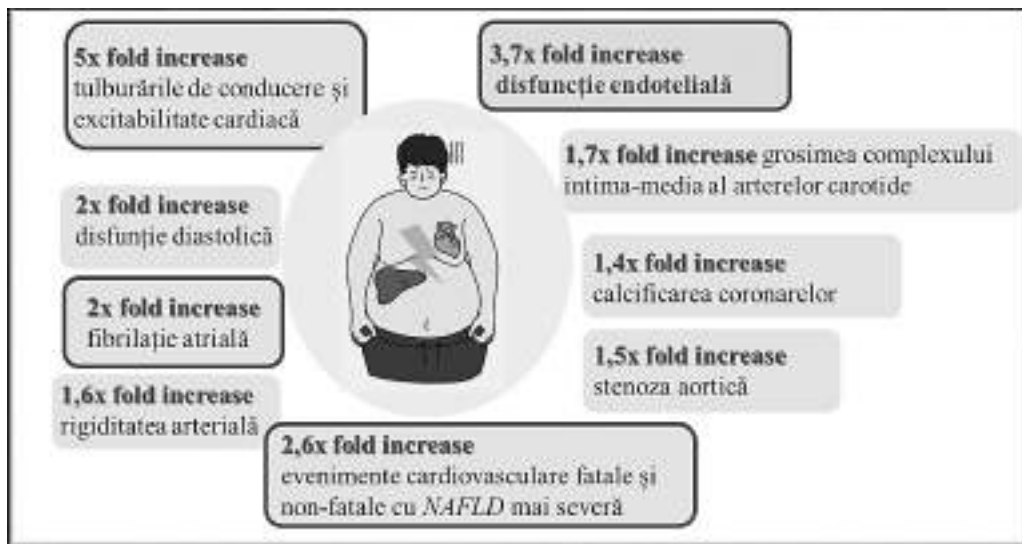 5x fold increase
tulburările de conducere și
excitabilitate cardiacă
3,7x fold increase
disfuncție endotelială
1,7x fold increase grosimea complexului
intima-media al arterelor carotide
2x fold increase
disfunție diastolică
1,4x fold increase
calcificarea coronarelor
2x fold increase
fibrilație atrială
1,5x fold increase
stenoza aortică
1,6x fold increase
rigiditatea arterială
2,6x fold increase
evenimente cardiovasculare fatale și
non-fatale cu NAFLD mai severă